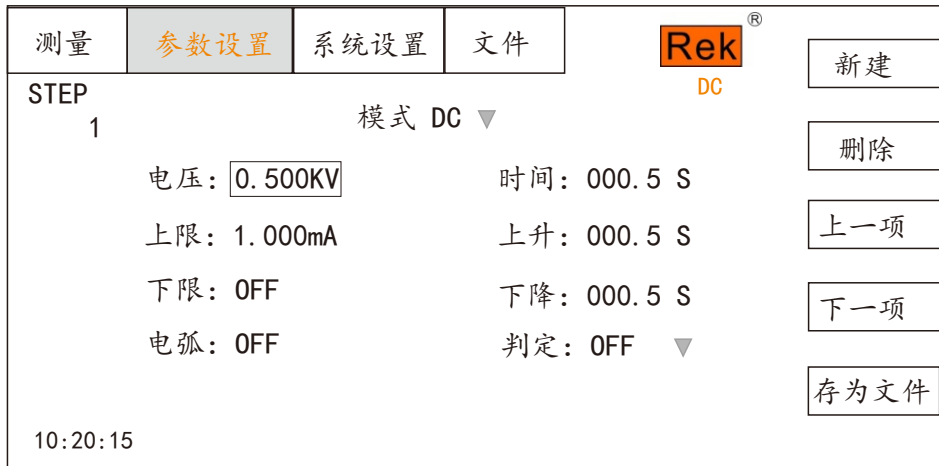 测量 参数设置 系统设置 文件 Rek ®
DC
新建
STEP
1
模式 DC ▼
删除
电压：0.500KV 时间：000.5 S
上限：1.000mA 上升：000.5 S
上一项
下限：OFF 下降：000.5 S
下一项
电弧：OFF 判定：OFF ▼
存为文件
10:20:15